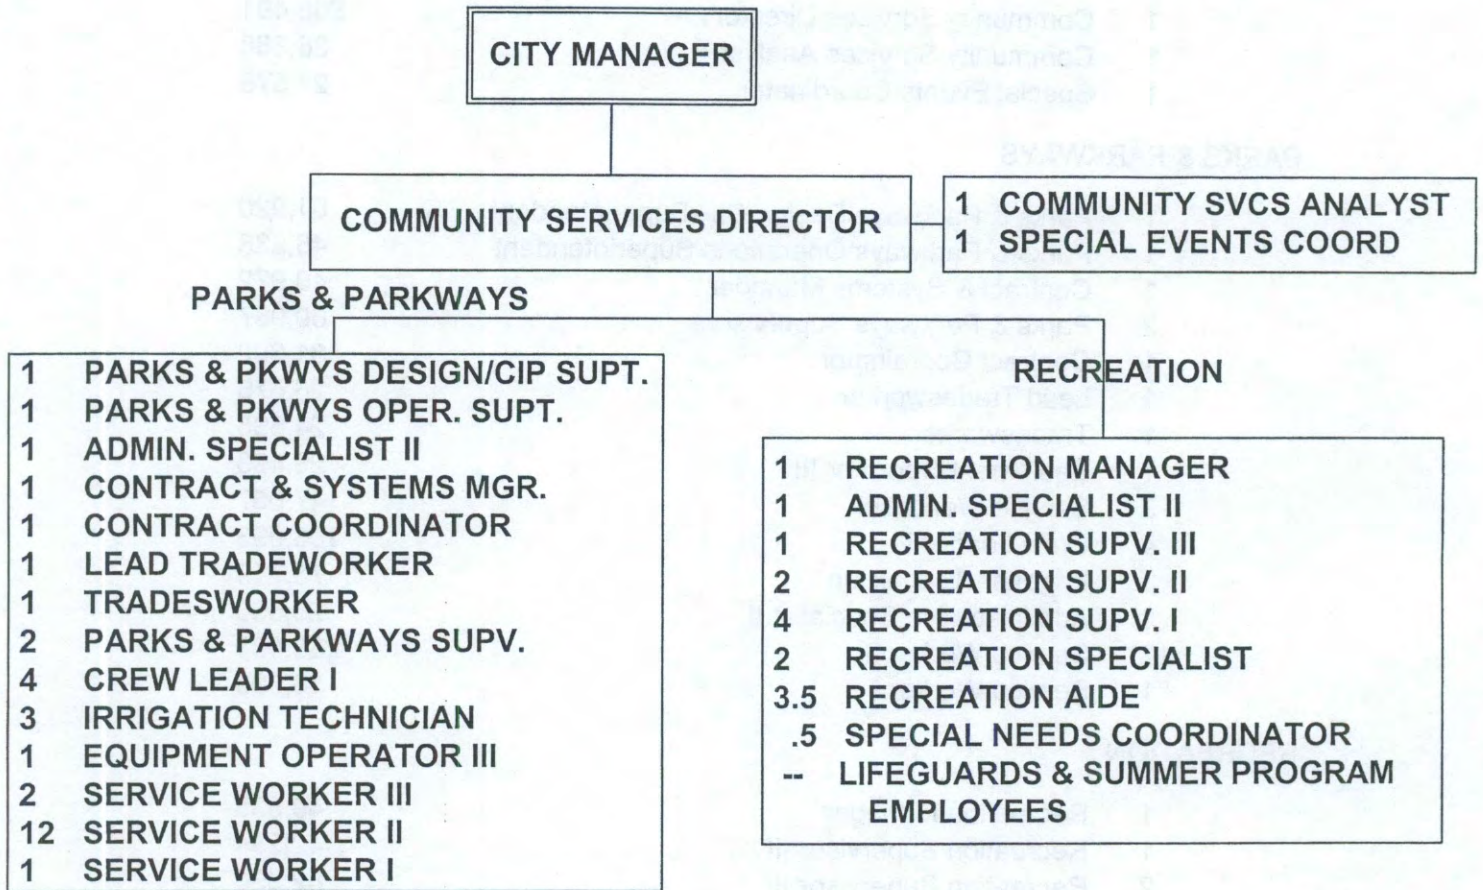 CITY MANAGER
COMMUNITY SERVICES DIRECTOR
1 COMMUNITY SVCS ANALYST
1 SPECIAL EVENTS COORD
PARKS & PARKWAYS
1 PARKS & PKWYS DESIGN/CIP SUPT.
1 PARKS & PKWYS OPER. SUPT.
1 ADMIN. SPECIALIST II
1 CONTRACT & SYSTEMS MGR.
1 CONTRACT COORDINATOR
1 LEAD TRADEWORKER
1 TRADESWORKER
2 PARKS & PARKWAYS SUPV.
4 CREW LEADER I
3 IRRIGATION TECHNICIAN
1 EQUIPMENT OPERATOR III
2 SERVICE WORKER III
12 SERVICE WORKER II
1 SERVICE WORKER I
RECREATION
1 RECREATION MANAGER
1 ADMIN. SPECIALIST II
1 RECREATION SUPV. III
2 RECREATION SUPV. II
4 RECREATION SUPV. I
2 RECREATION SPECIALIST
3.5 RECREATION AIDE
.5 SPECIAL NEEDS COORDINATOR
-- LIFEGUARDS & SUMMER PROGRAM
EMPLOYEES